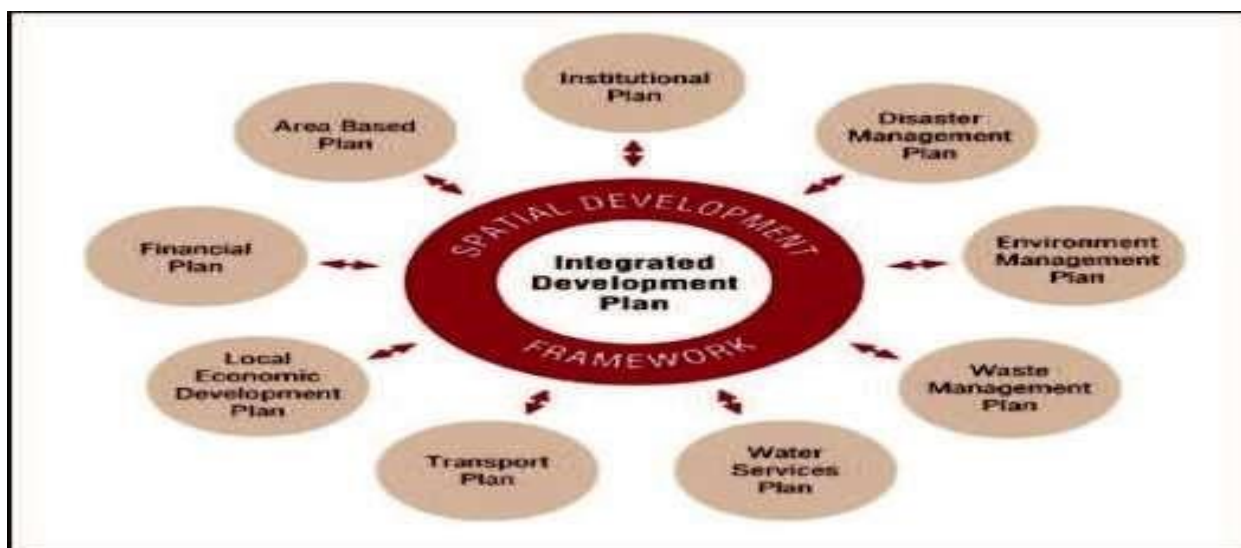 Institutional
Plan
Disaster
Management
Plan
Environment
Management
Plan
Waste
Management
Plan
Water
Services
Plan
Transport
Plan
Local
Economic
Development
Plan
Financial
Plan
Area Based
Plan
SPATIAL DEVELOPMENT
Integrated
Development
Plan
FRAMEWORK